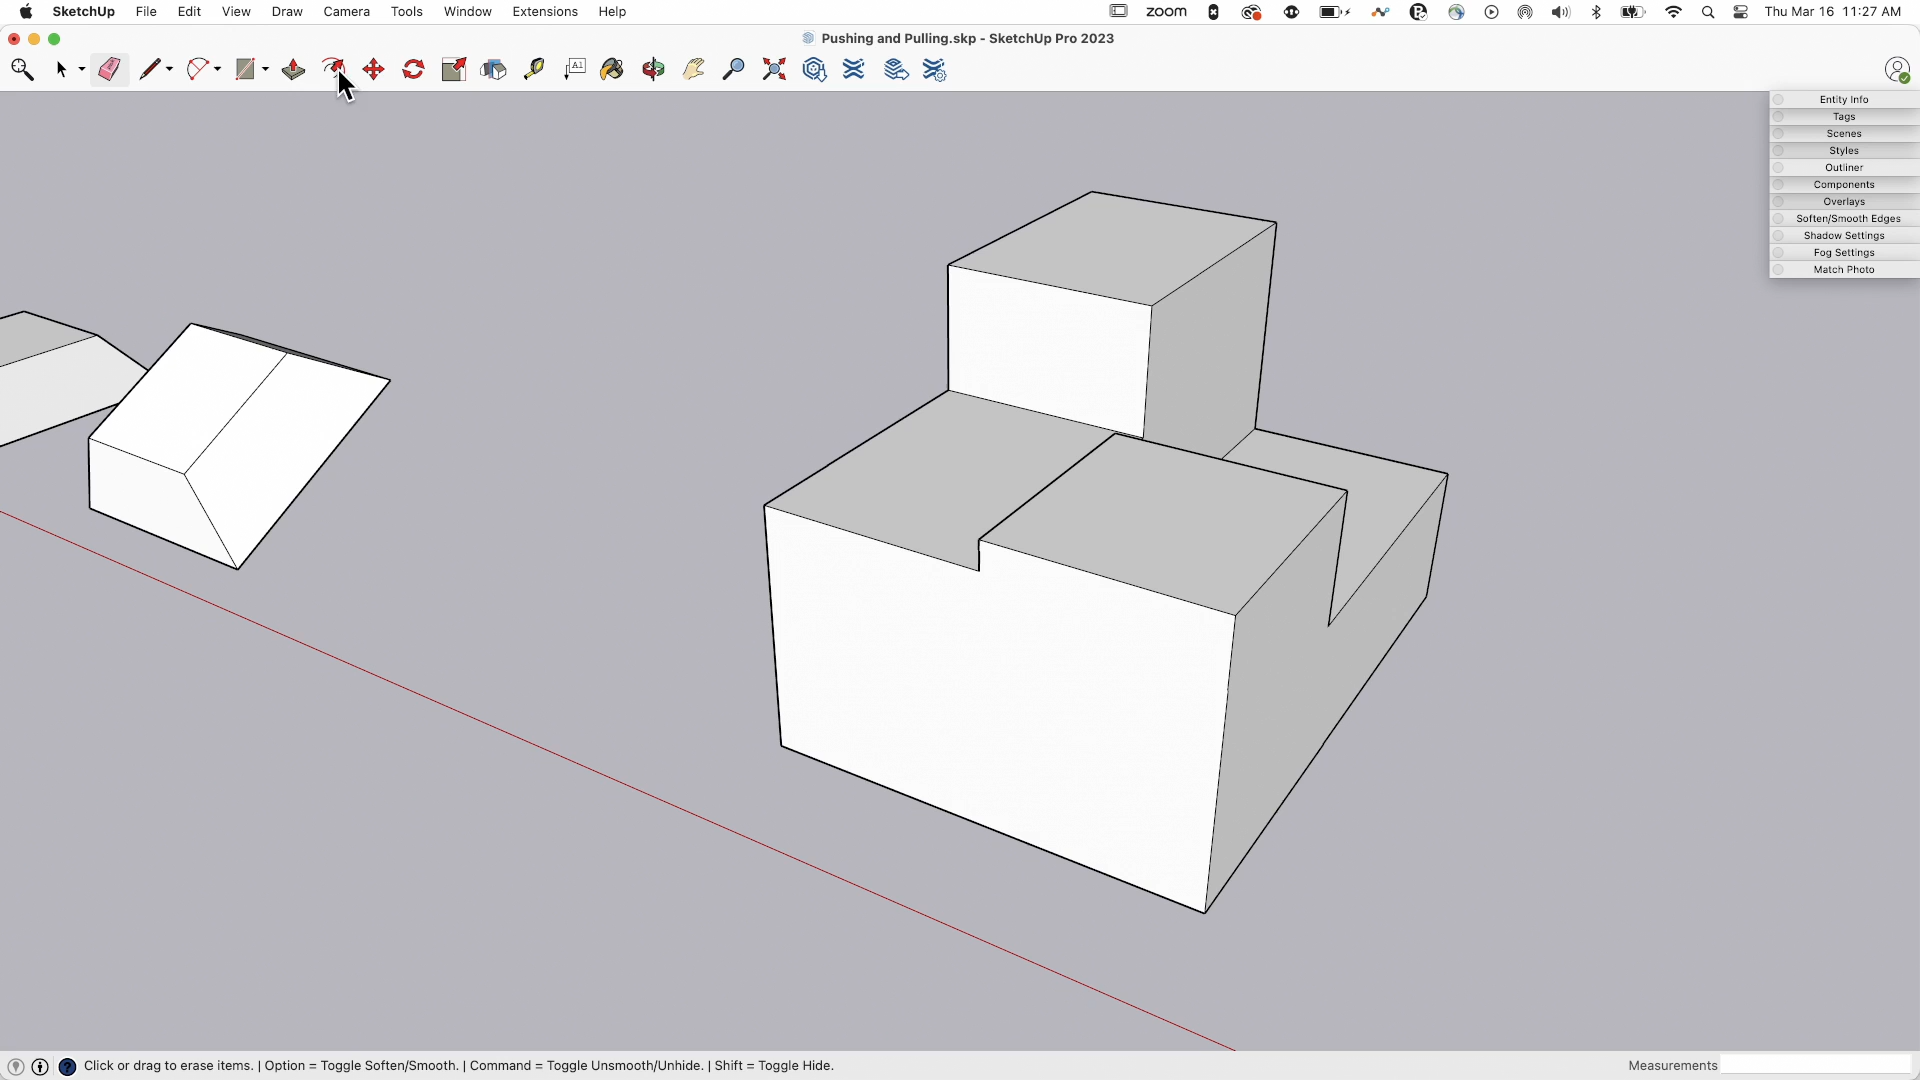 SketchUp File Edit View Draw Camera Tools Window Extensions Help zoom Thu Mar 16 11:27 AM
Pushing and Pulling.skp - SketchUp Pro 2023
A1
Entity Info
Tags
Scenes
Styles
Outliner
Components
Overlays
Soften/Smooth Edges
Shadow Settings
Fog Settings
Match Photo
Click or drag to erase items. | Option = Toggle Soften/Smooth. | Command = Toggle Unsmooth/Unhide. | Shift = Toggle Hide. Measurements